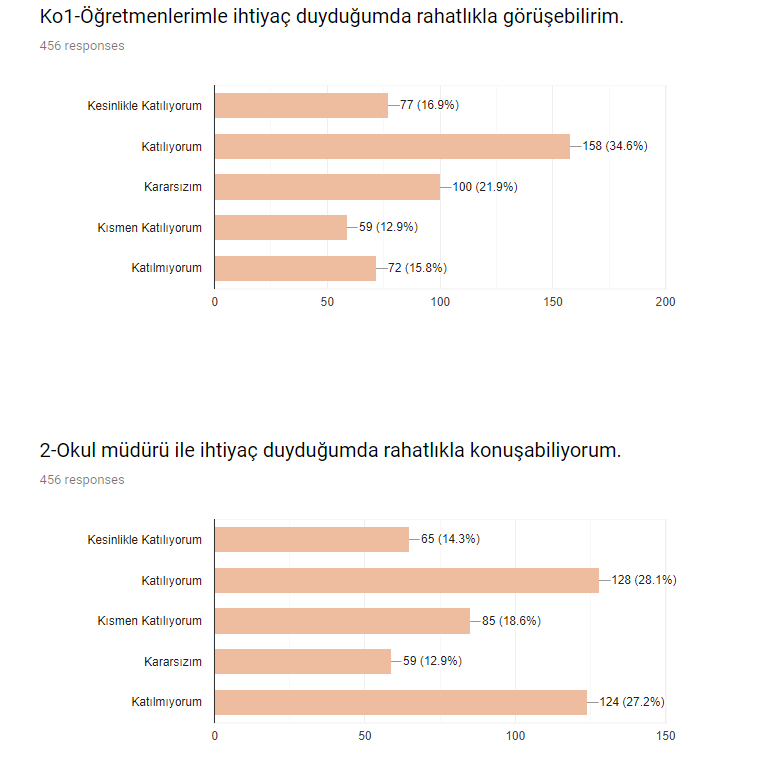 Ko1-Öğretmenlerimle ihtiyaç duyduğumda rahatlıkla görüşebilirim.
456 responses
Kesinlikle Katılıyorum 77 (16.9%)
Katılıyorum 158 (34.6%)
Kararsızım 100 (21.9%)
Kısmen Katılıyorum 59 (12.9%)
Katılmıyorum 72 (15.8%)
0 50 100 150 200
2-Okul müdürü ile ihtiyaç duyduğumda rahatlıkla konuşabiliyorum.
456 responses
Kesinlikle Katılıyorum 65 (14.3%)
Katılıyorum 128 (28.1%)
Kısmen Katılıyorum 85 (18.6%)
Kararsızım 59 (12.9%)
Katılmıyorum 124 (27.2%)
0 50 100 150